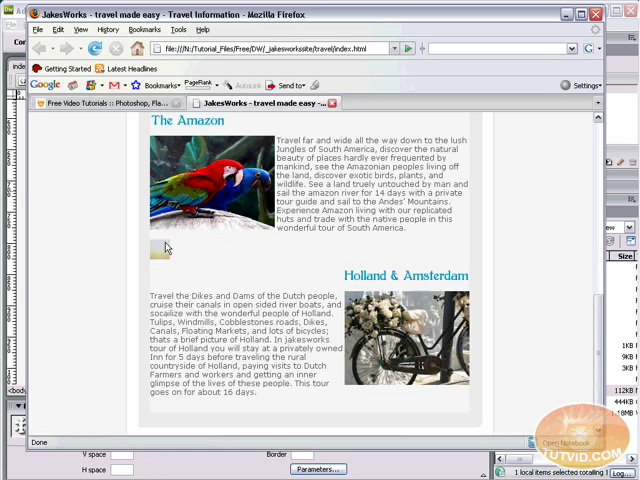 JakesWorks - travel made easy - Travel Information - Mozilla Firefox
File Edit View History Bookmarks Tools Help
file:///N:/Tutorial_Files/Free/DW/_jakesworkssite/travel/index.html
Getting Started Latest Headlines
Google Bookmarks PageRank AutoLink Send to Settings
Free Video Tutorials :: Photoshop, Fla... JakesWorks - travel made easy -...
The Amazon
Travel far and wide all the way down to the lush
Jungles of South America, discover the natural
beauty of places hardly ever frequented by
mankind, see the Amazonian peoples living off
the land, discover exotic birds, plants, and
wildlife. See a land truely untouched by man and
sail the amazon river for 14 days with a private
tour guide and sail to the Andes' Mountains.
Experience Amazon living with our replicated
huts and trade with the native people in this
wonderful tour of South America.
Holland & Amsterdam
Travel the Dikes and Dams of the Dutch people,
cruise their canals in open sided river boats, and
socailize with the wonderful people of Holland.
Tulips, Windmills, Cobblestones roads, Dikes,
Canals, Floating Markets, and lots of bicycles;
thats a brief picture of Holland. In jakesworks
tour of Holland you will stay at a privately owned
Inn for 5 days before traveling the rural
countryside of Holland, paying visits to Dutch
Farmers and workers and getting an inner
glimpse of the lives of these people. This tour
goes on for about 16 days.
Size
1KB
9KB
3KB
112KB
444KB
Done
Open Notebook
TUTVID.COM
V space Border
H space Parameters...
1 local items selected totalling Log...